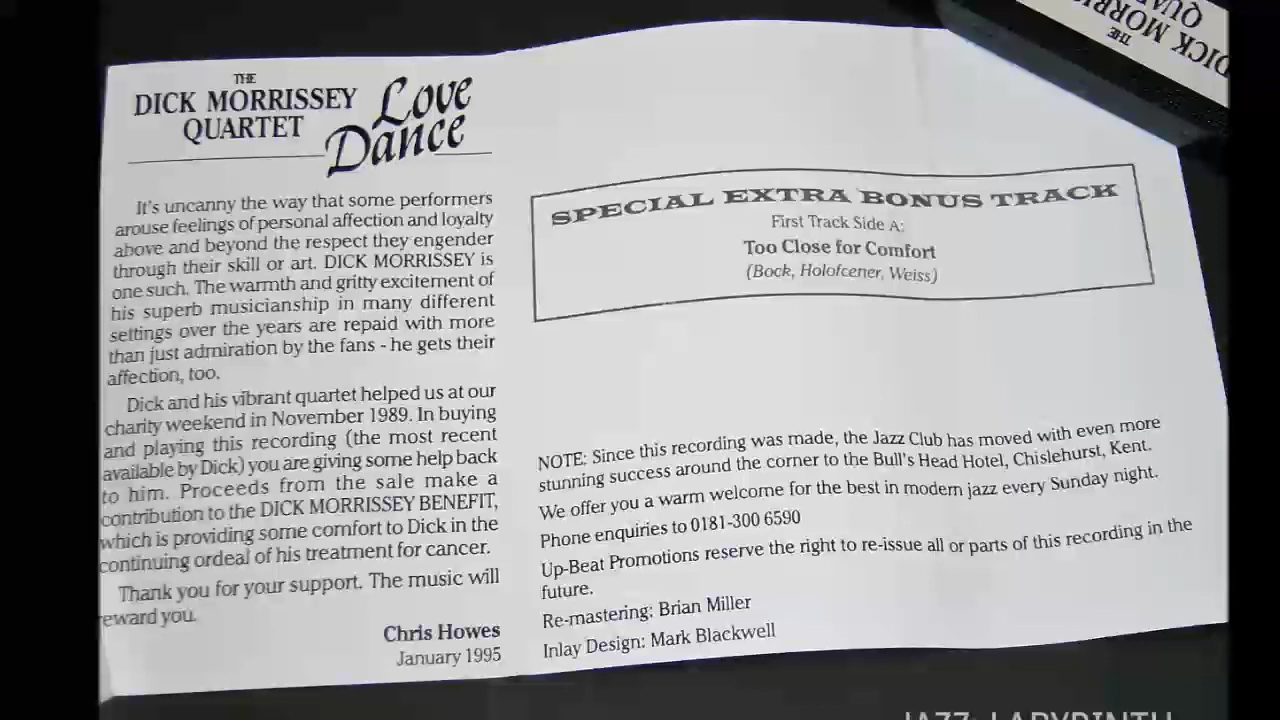 THE
DICK MORRISSEY
QUARTET
Love
Dance
It's uncanny the way that some performers
arouse feelings of personal affection and loyalty
above and beyond the respect they engender
through their skill or art. DICK MORRISSEY is
one such. The warmth and gritty excitement of
his superb musicianship in many different
settings over the years are repaid with more
than just admiration by the fans - he gets their
affection, too.
Dick and his vibrant quartet helped us at our
charity weekend in November 1989. In buying
and playing this recording (the most recent
available by Dick) you are giving some help back
to him. Proceeds from the sale make a
contribution to the DICK MORRISSEY BENEFIT,
which is providing some comfort to Dick in the
continuing ordeal of his treatment for cancer.
Thank you for your support. The music will
eward you.
Chris Howes
January 1995
SPECIAL EXTRA BONUS TRACK
First Track Side A:
Too Close for Comfort
(Bock, Holofcener, Weiss)
NOTE: Since this recording was made, the Jazz Club has moved with even more
stunning success around the corner to the Bull's Head Hotel, Chislehurst, Kent.
We offer you a warm welcome for the best in modern jazz every Sunday night.
Phone enquiries to 0181-300 6590
Up-Beat Promotions reserve the right to re-issue all or parts of this recording in the
future.
Re-mastering: Brian Miller
Inlay Design: Mark Blackwell
THE
DICK MORRIS
QUA
JAZZ LABYRINTH